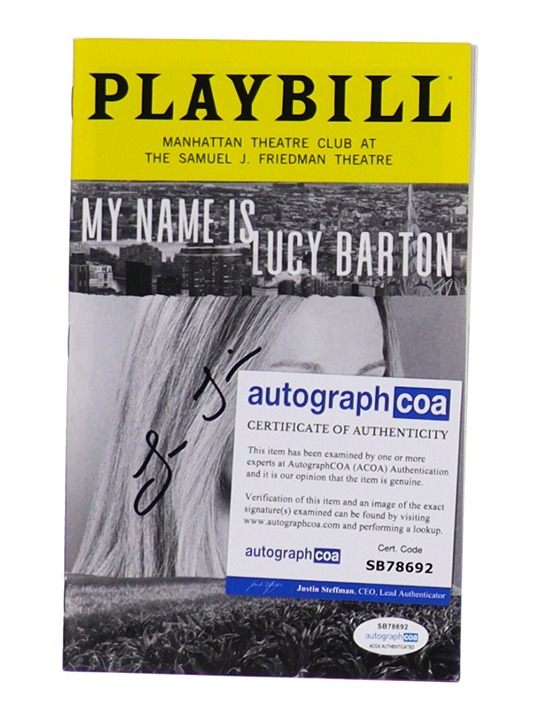 PLAYBILL
MANHATTAN THEATRE CLUB AT
THE SAMUEL J. FRIEDMAN THEATRE
MY NAME IS
LUCY BARTON
autographcoa
CERTIFICATE OF AUTHENTICITY
This item has been examined by one or more
experts at AutographCOA (ACOA) Authentication
and it is our opinion that the item is genuine.
Verification of this item and an image of the exact
signature(s) examined can be found by visiting
www.autographcoa.com and performing a lookup.
autographcoa
Cert. Code
SB78692
Justin Steffman, CEO, Lead Authenticator
SB78692
autographcoa
ACOA AUTHENTICATED